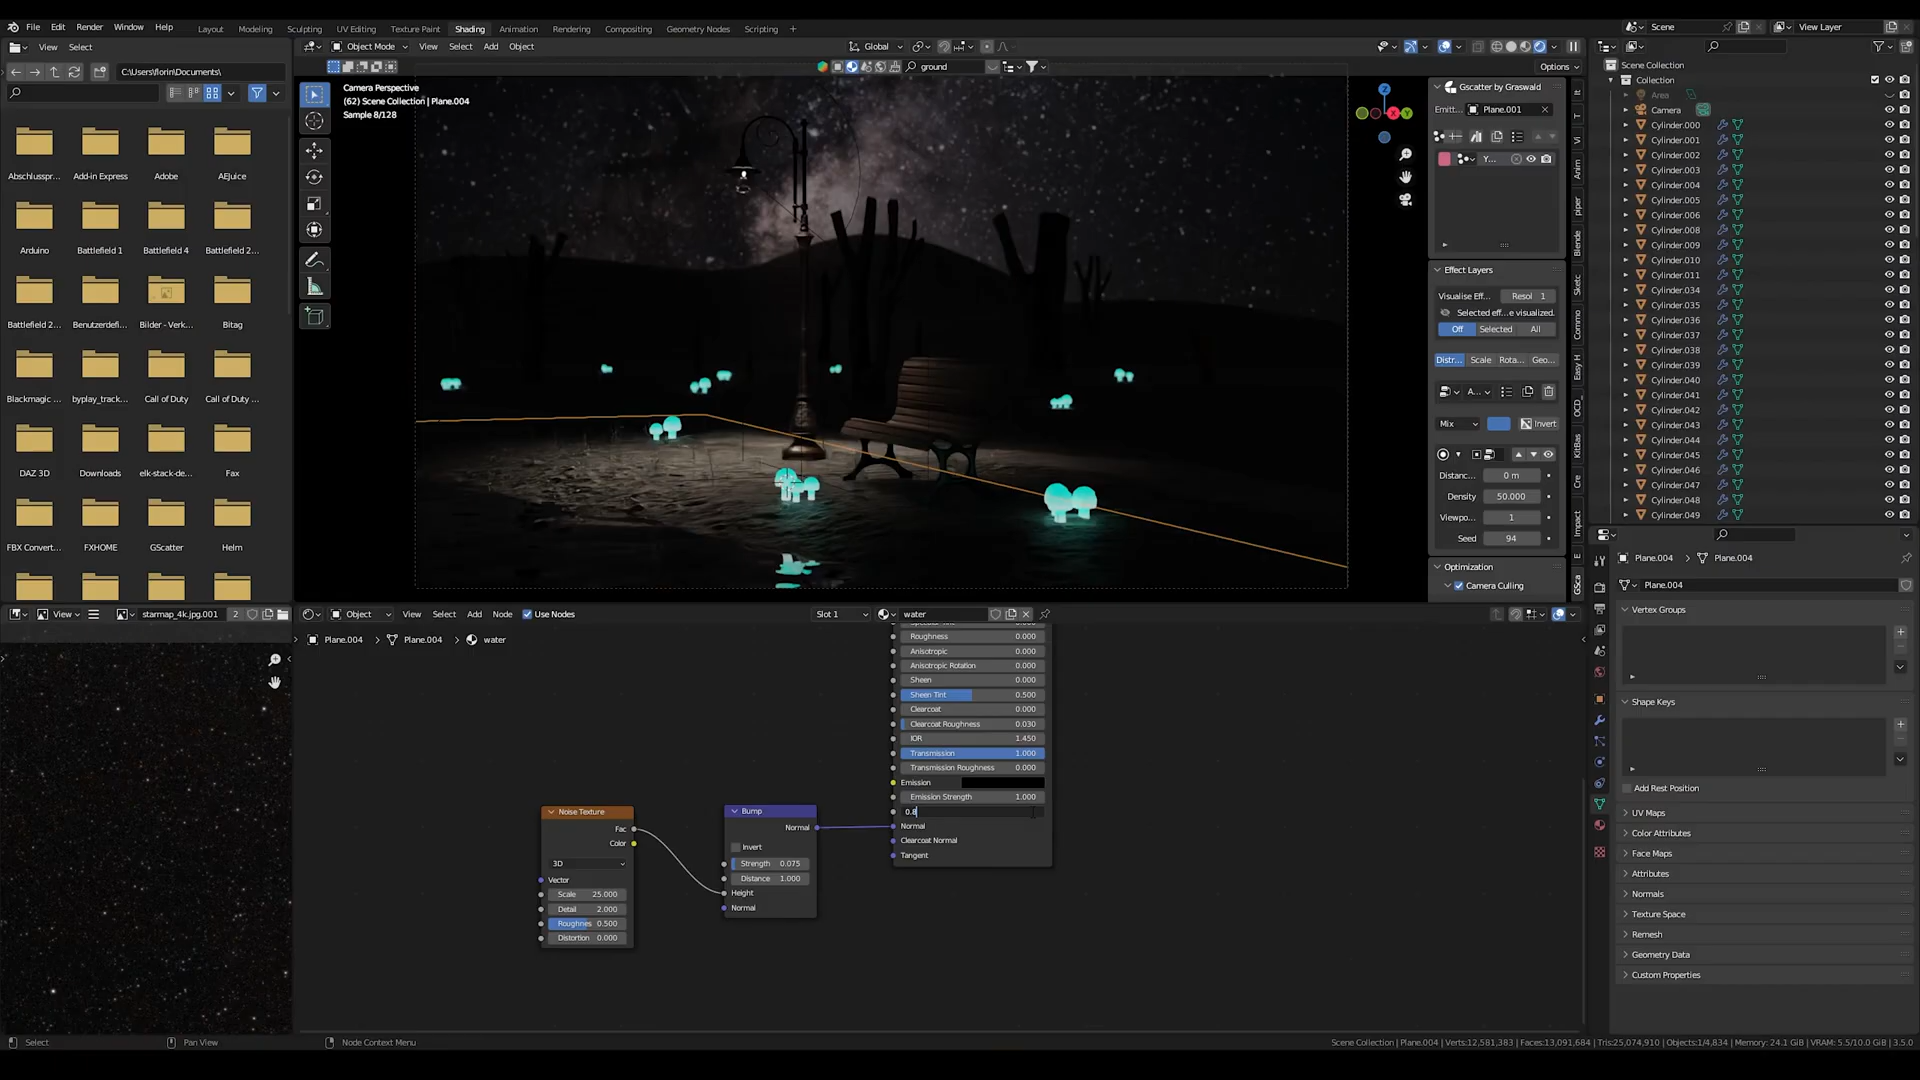 File Edit Render Window Help
Layout Modeling Sculpting UV Editing Texture Paint Shading Animation Rendering Compositing Geometry Nodes Scripting +
Scene
View Layer
View Select
Object Mode View Select Add Object
Global
C:\Users\florin\Documents\
ground
Options
Abschlusspr... Add-in Express Adobe AEJuice
Arduino Battlefield 1 Battlefield 4 Battlefield 2...
Battlefield 2... Benutzerdefi... Bilder - Verk... Bitag
Blackmagic ... byplay_track... Call of Duty Call of Duty ...
DAZ 3D Downloads elk-stack-de... Fax
FBX Convert... FXHOME GScatter Helm
Camera Perspective
(62) Scene Collection | Plane.004
Sample 8/128
Z
X
Y
Gscatter by Graswald
Emitt... Plane.001
Y...
Effect Layers
Visualise Eff... Resol 1
Selected eff...e visualized.
Off Selected All
Distr... Scale Rota... Geo...
A...
Mix Invert
Distanc... 0 m
Density 50.000
Viewpo... 1
Seed 94
Optimization
Camera Culling
It
T
Vi
Anim
piper
Blende
Sketc
Commo
Easy H
OCD_
KitBas
Cre
Impact
E
GSca
Scene Collection
Collection
Area
Camera
Cylinder.000
Cylinder.001
Cylinder.002
Cylinder.003
Cylinder.004
Cylinder.005
Cylinder.006
Cylinder.008
Cylinder.009
Cylinder.010
Cylinder.011
Cylinder.034
Cylinder.035
Cylinder.036
Cylinder.037
Cylinder.038
Cylinder.039
Cylinder.040
Cylinder.041
Cylinder.042
Cylinder.043
Cylinder.044
Cylinder.045
Cylinder.046
Cylinder.047
Cylinder.048
Cylinder.049
Plane.004 > Plane.004
Plane.004
Vertex Groups
Shape Keys
Add Rest Position
UV Maps
Color Attributes
Face Maps
Attributes
Normals
Texture Space
Remesh
Geometry Data
Custom Properties
View starmap_4k.jpg.001 2
Object View Select Add Node Use Nodes
Slot 1 water
Plane.004 > Plane.004 > water
Roughness 0.000
Anisotropic 0.000
Anisotropic Rotation 0.000
Sheen 0.000
Sheen Tint 0.500
Clearcoat 0.000
Clearcoat Roughness 0.030
IOR 1.450
Transmission 1.000
Transmission Roughness 0.000
Emission
Emission Strength 1.000
0.8
Normal
Clearcoat Normal
Tangent
Noise Texture
Fac
Color
3D
Vector
Scale 25.000
Detail 2.000
Roughnes 0.500
Distortion 0.000
Bump
Normal
Invert
Strength 0.075
Distance 1.000
Height
Normal
Select Pan View Node Context Menu
Scene Collection | Plane.004 | Verts:12,581,383 | Faces:13,091,684 | Tris:25,074,910 | Objects:1/4,834 | Memory: 24.1 GiB | VRAM: 5.5/10.0 GiB | 3.5.0